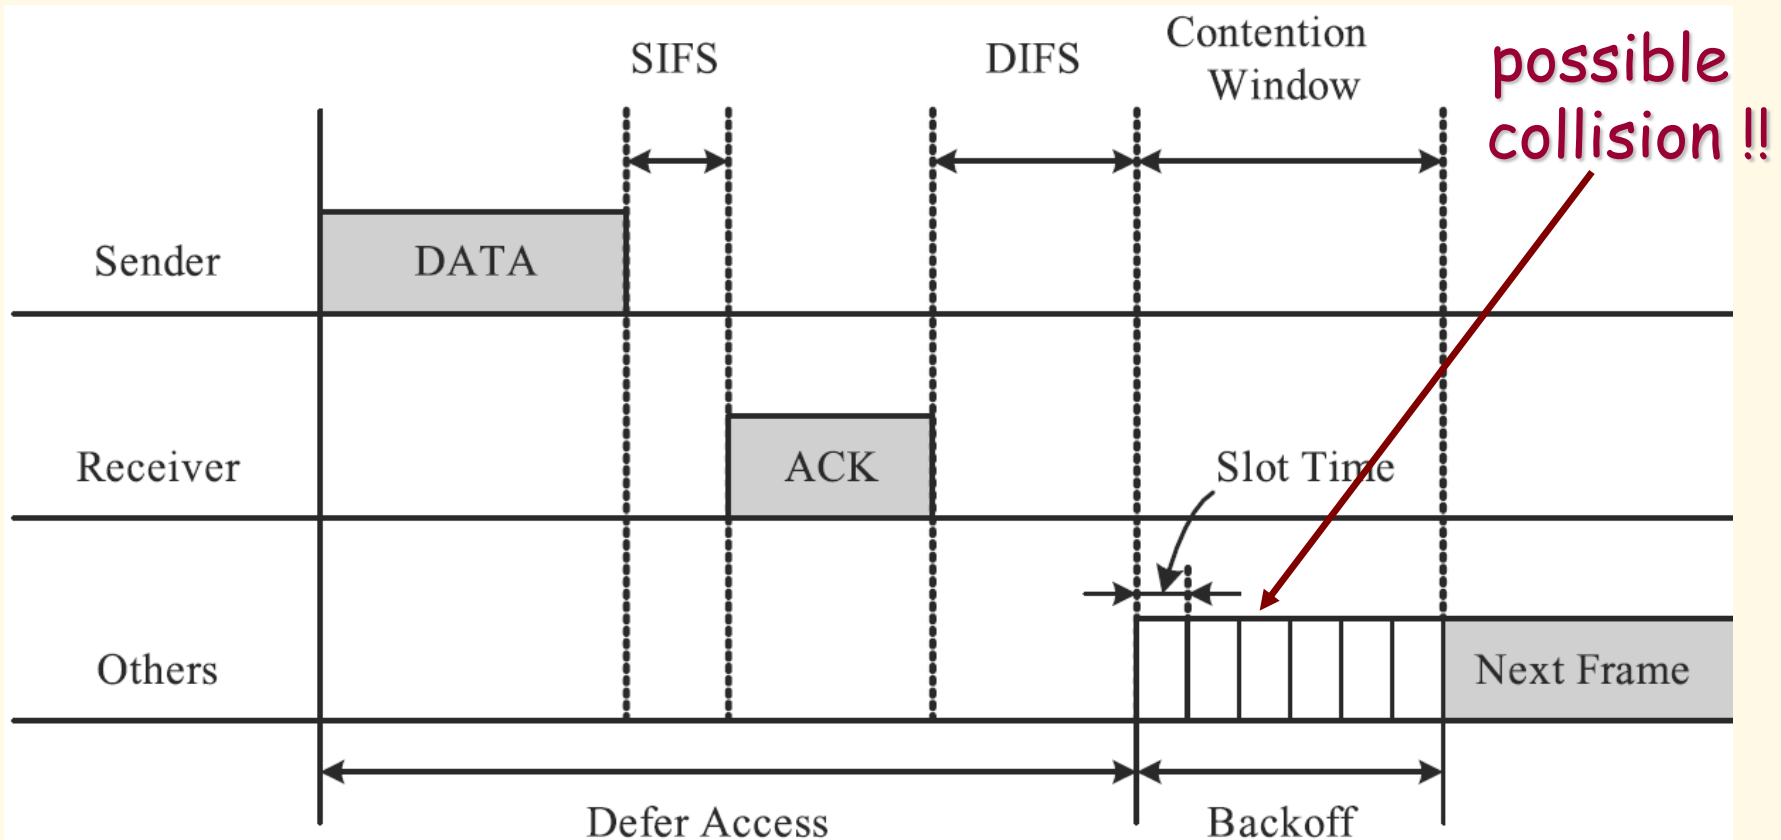 SIFS
DIFS
Contention
Window
possible
collision !!
Sender
DATA
Receiver
ACK
Slot Time
Others
Next Frame
Defer Access
Backoff